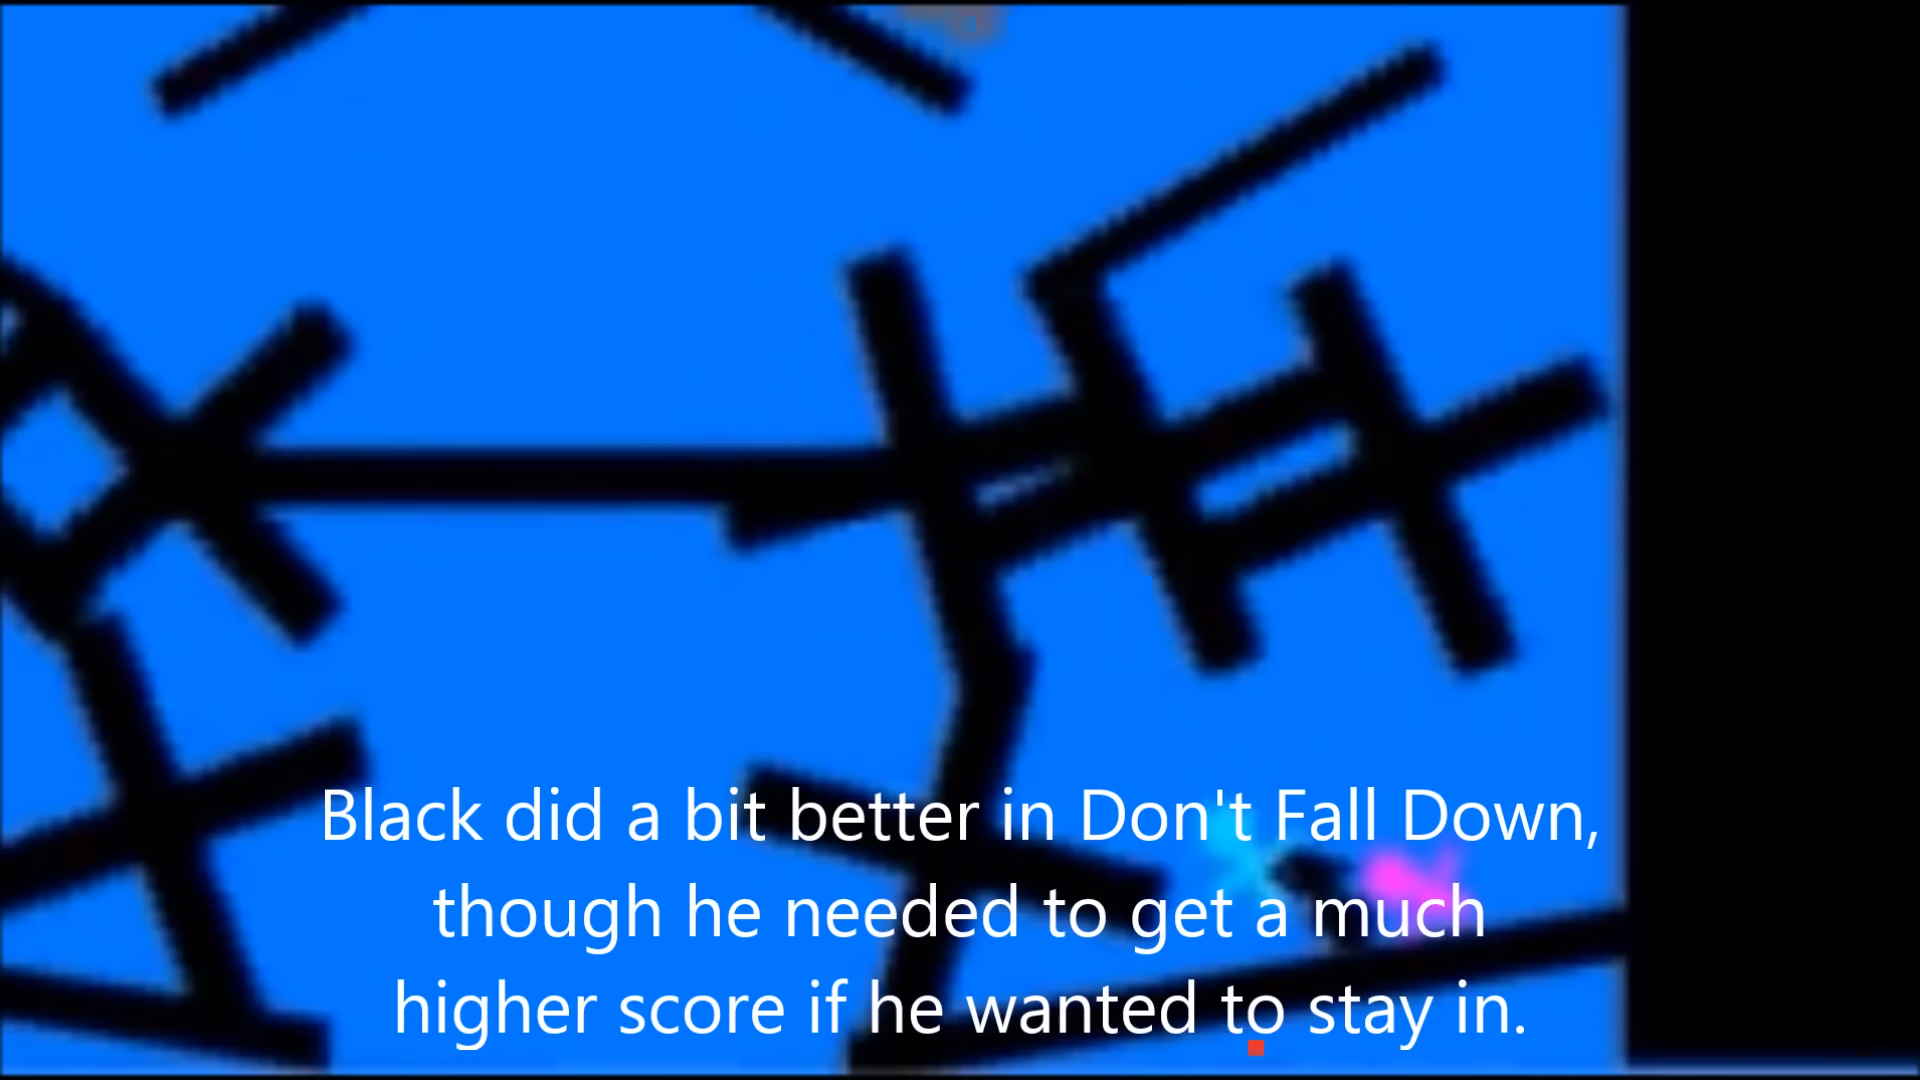 Black did a bit better in Don't Fall Down,
though he needed to get a much
higher score if he wanted to stay in.